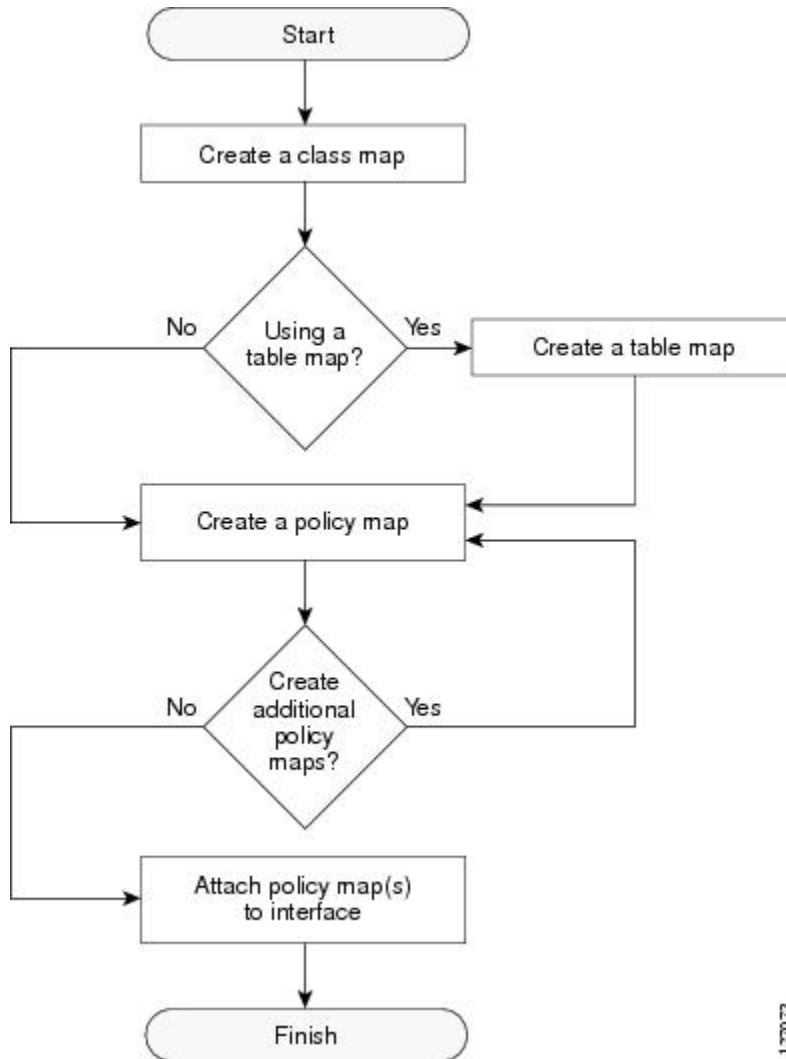 Start
Create a class map
No
Using a
table map?
Yes
Create a table map
Create a policy map
No
Create
additional
policy
maps?
Yes
Attach policy map(s)
to interface
Finish